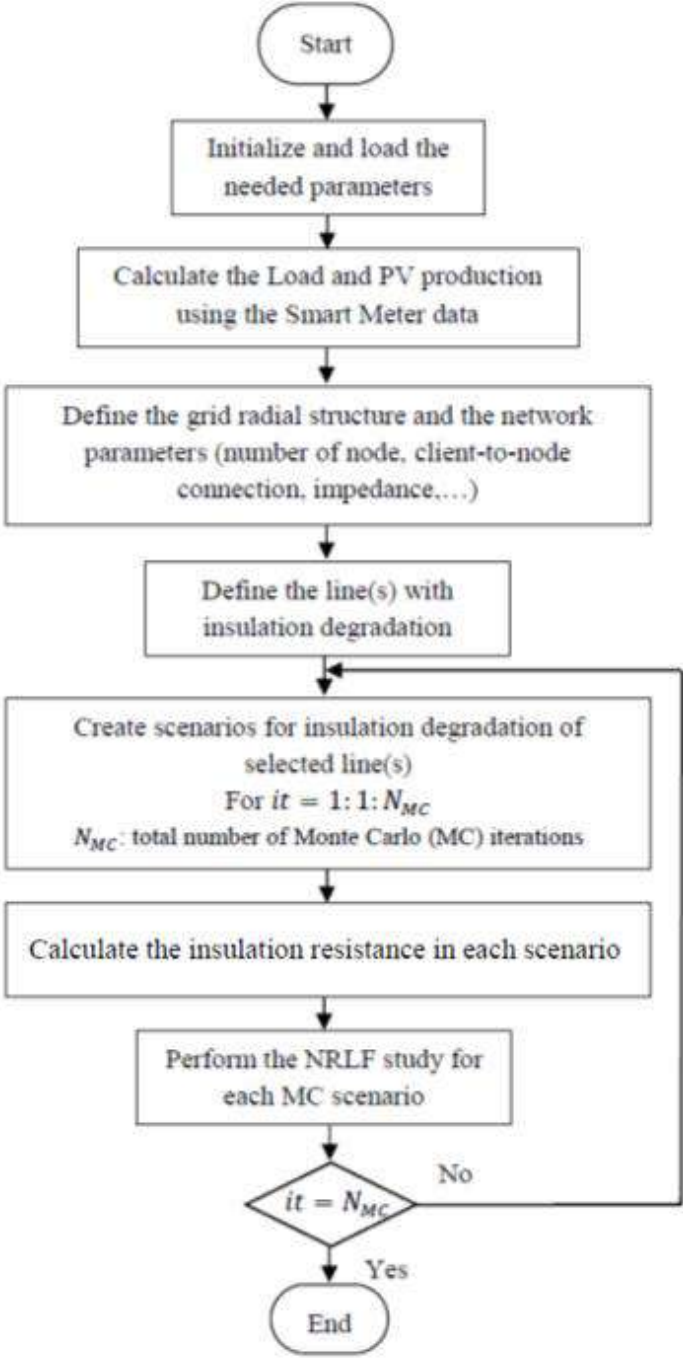 Start
Initialize and load the
needed parameters
Calculate the Load and PV production
using the Smart Meter data
Define the grid radial structure and the network
parameters (number of node, client-to-node
connection, impedance,…)
Define the line(s) with
insulation degradation
Create scenarios for insulation degradation of
selected line(s)
For it = 1: 1: N_MC
N_MC: total number of Monte Carlo (MC) iterations
Calculate the insulation resistance in each scenario
Perform the NRLF study for
each MC scenario
No
it = N_MC
Yes
End